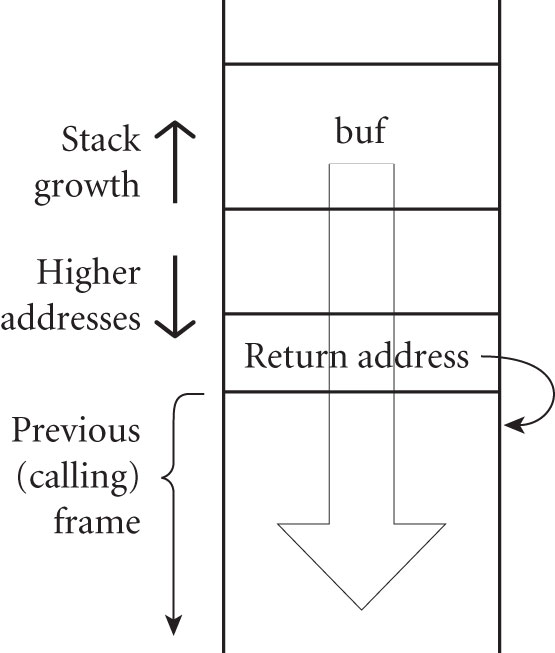 buf
Stack
growth
Higher
addresses
Return address
Previous
(calling)
frame